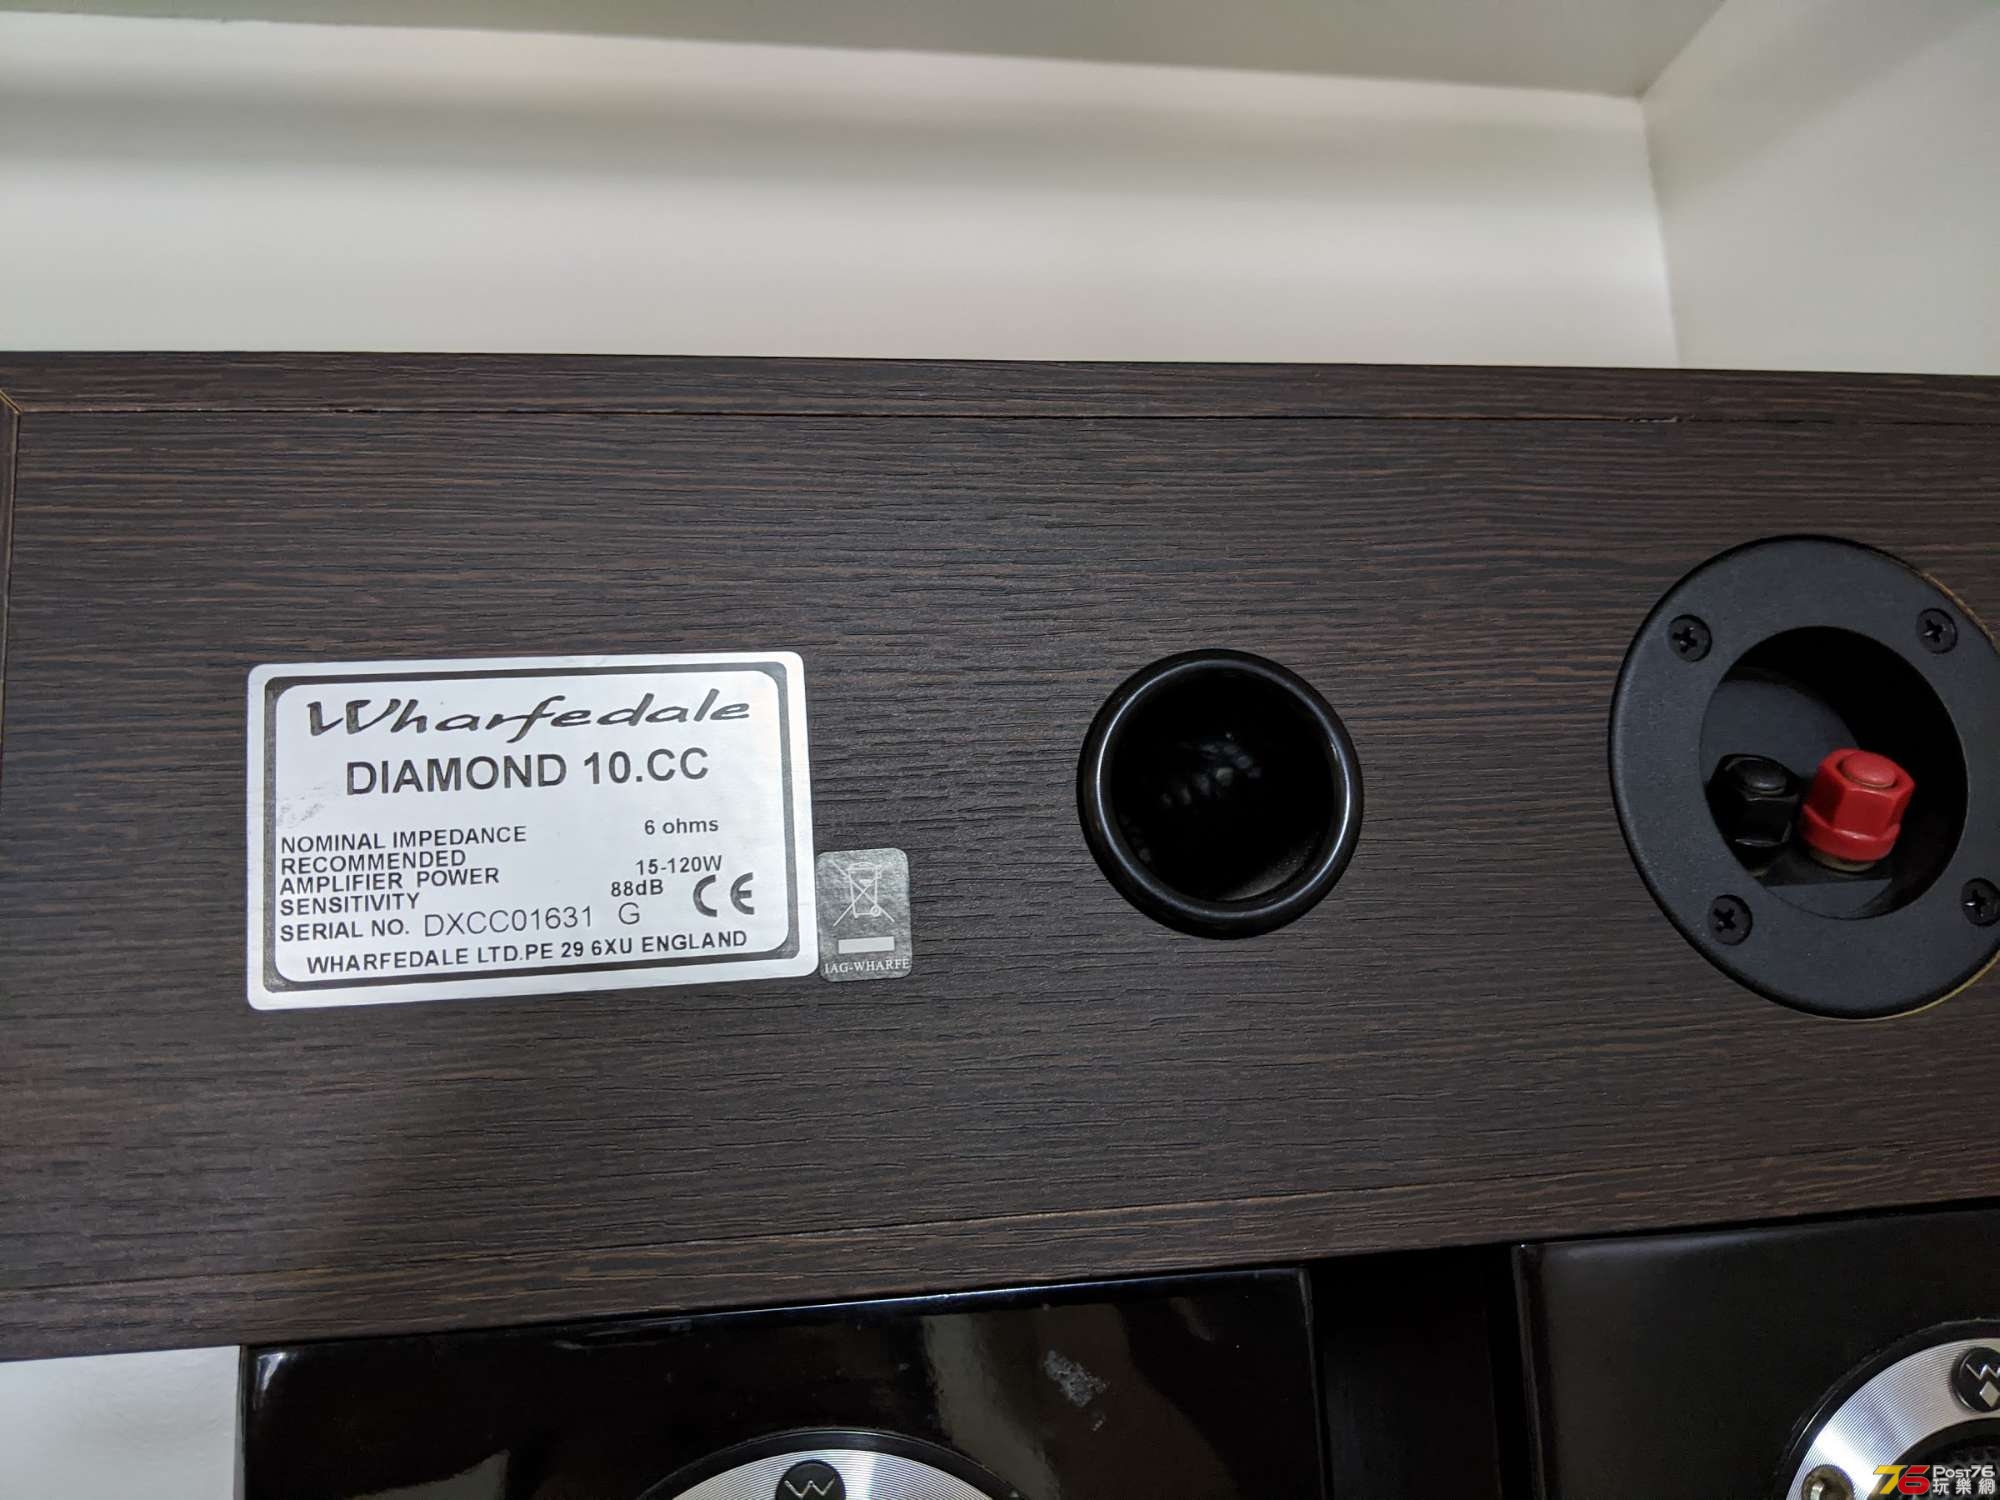 Wharfedale
DIAMOND 10.CC
NOMINAL IMPEDANCE 6 ohms
RECOMMENDED
AMPLIFIER POWER 15-120W
SENSITIVITY 88dB CE
SERIAL NO. DXCC01631 G
WHARFEDALE LTD.PE 29 6XU ENGLAND
IAG-WHARFE
76 POST76
玩樂網